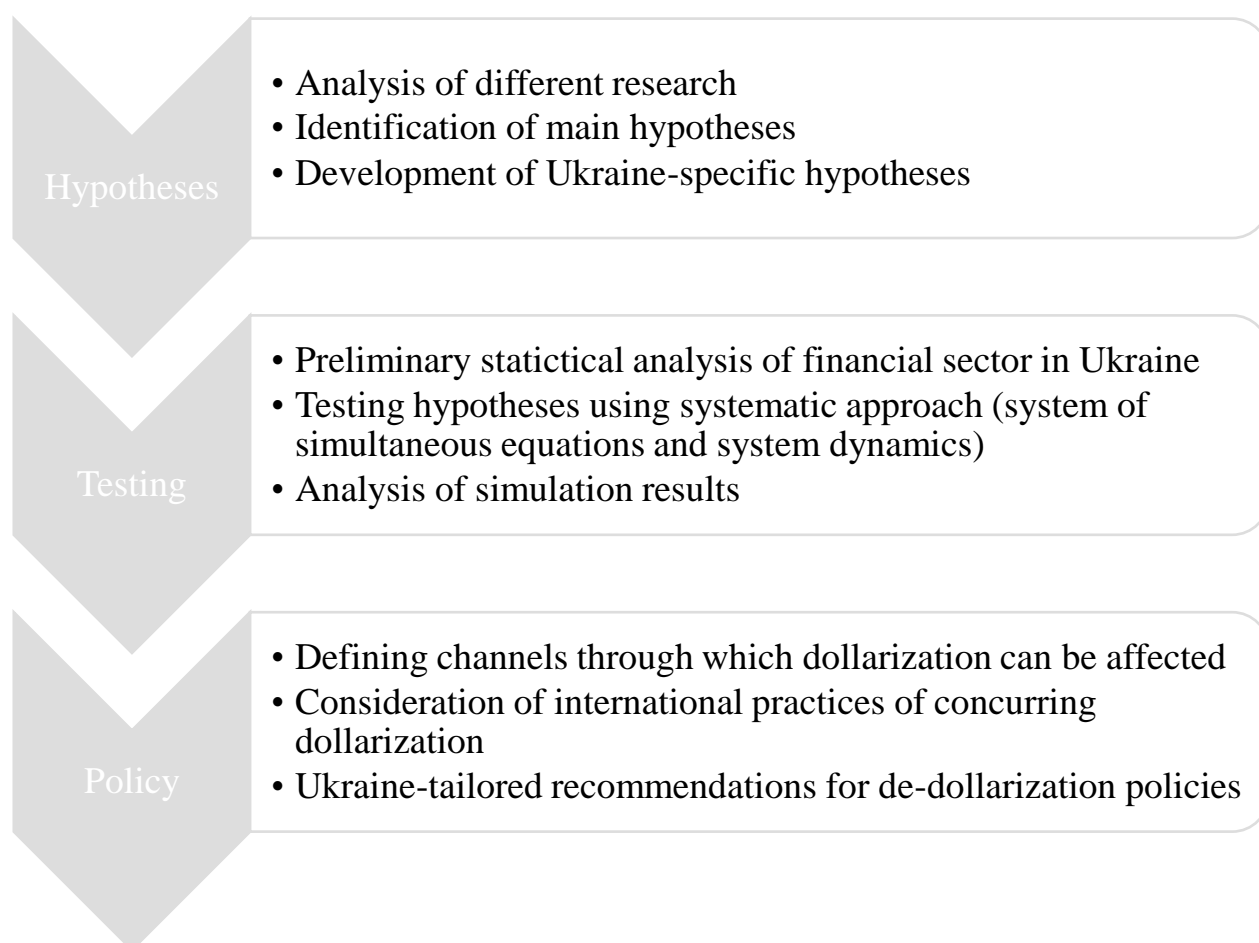 Hypotheses
• Analysis of different research
• Identification of main hypotheses
• Development of Ukraine-specific hypotheses
Testing
• Preliminary statictical analysis of financial sector in Ukraine
• Testing hypotheses using systematic approach (system of
simultaneous equations and system dynamics)
• Analysis of simulation results
Policy
• Defining channels through which dollarization can be affected
• Consideration of international practices of concurring
dollarization
• Ukraine-tailored recommendations for de-dollarization policies